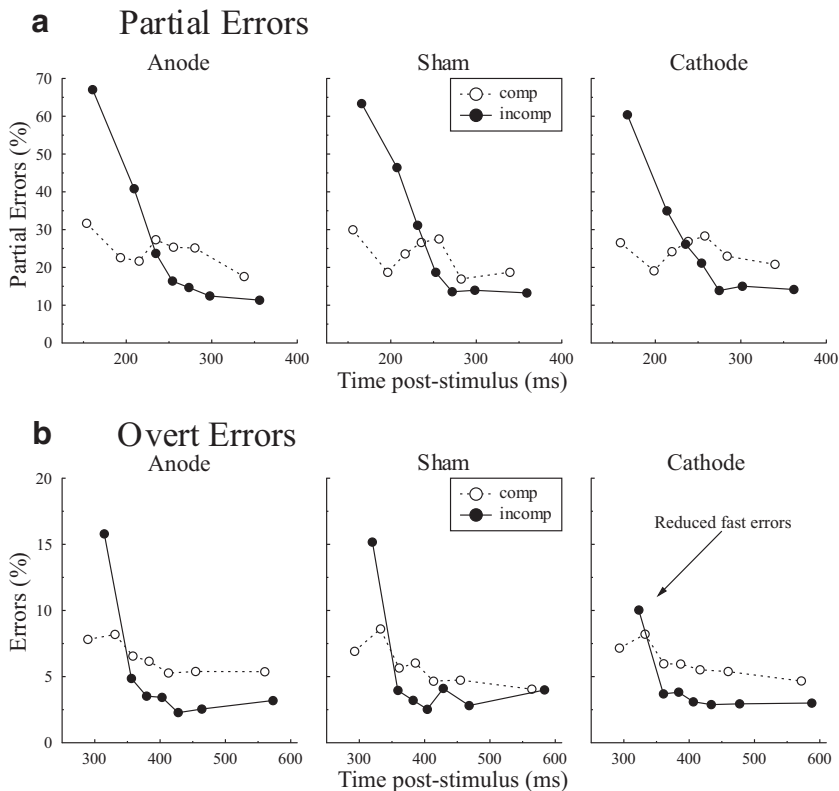 a Partial Errors
Anode Sham Cathode
70
60
50
40
30
20
10
0
Partial Errors (%)
comp
incomp
200 300 400 200 300 400 200 300 400
Time post-stimulus (ms)
b Overt Errors
Anode Sham Cathode
20
15
10
5
0
Errors (%)
comp
incomp
Reduced fast errors
300 400 500 600 300 400 500 600 300 400 500 600
Time post-stimulus (ms)